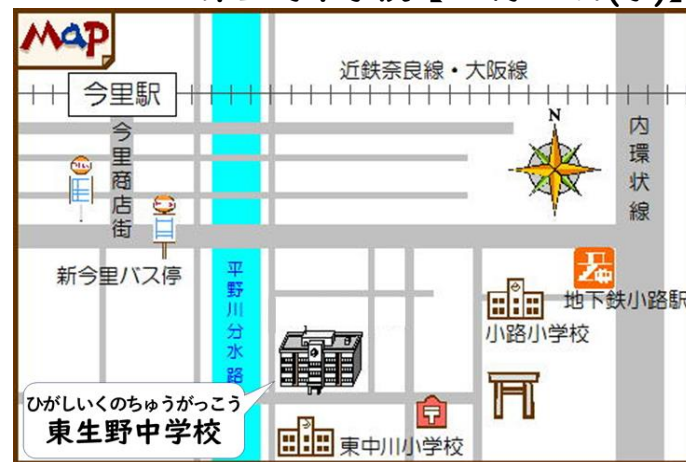 MAP
近鉄奈良線・大阪線
今里駅
今里商店街
N
内環状線
新今里バス停
平野川分水路
地下鉄小路駅
小路小学校
ひがしいくのちゅうがっこう
東生野中学校
東中川小学校